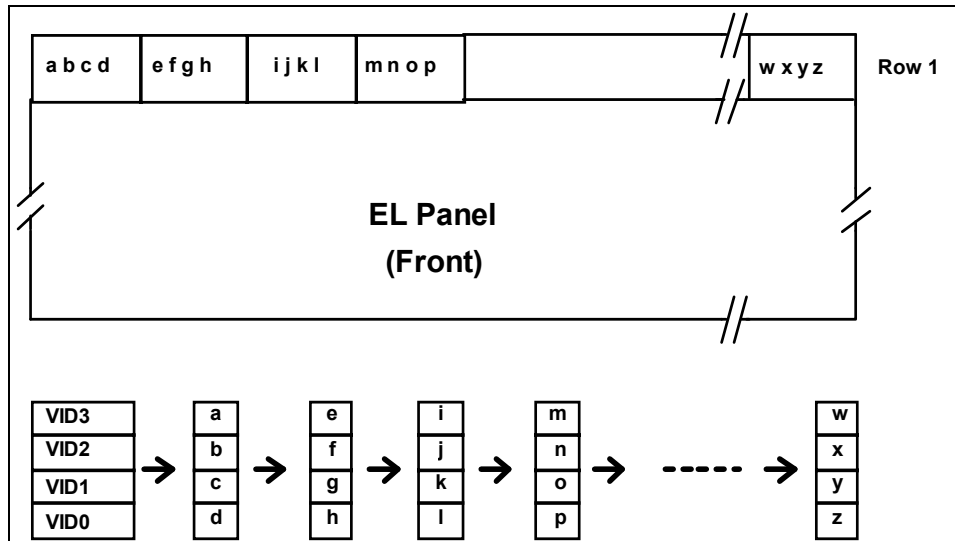 a b c d e f g h i j k l m n o p w x y z Row 1
EL Panel
(Front)
VID3 a e i m w
VID2 b f j n x
VID1 c g k o y
VID0 d h l p z